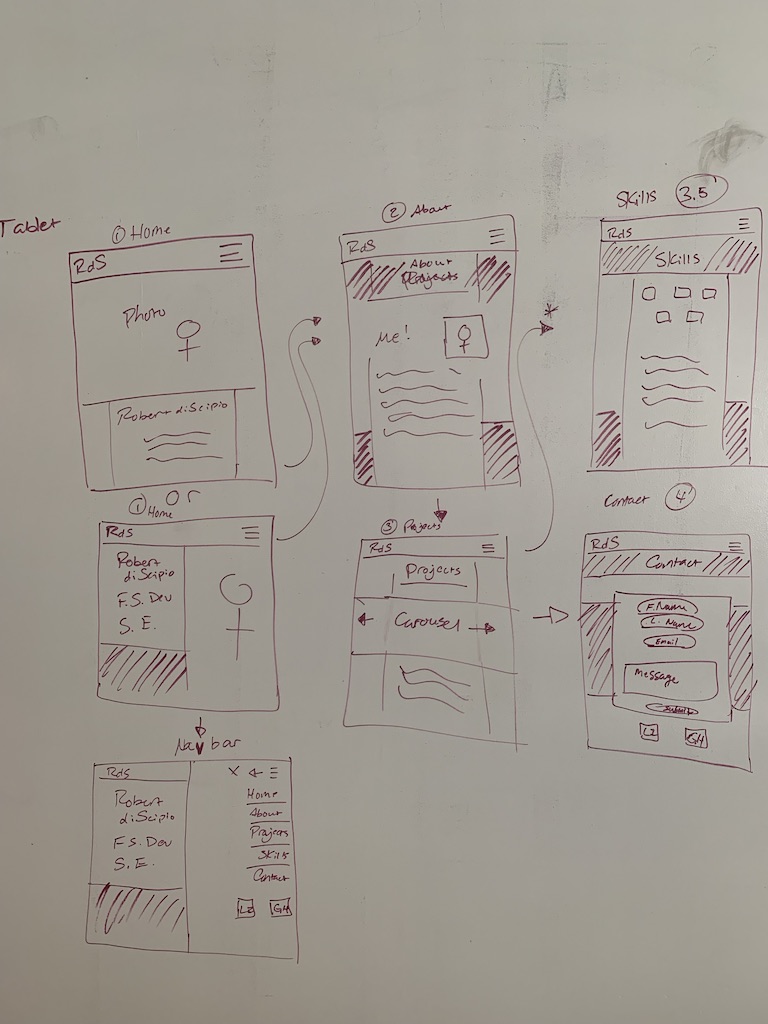 Tablet
① Home
RdS
Photo
Robert diScipio
or
① Home
RdS
Robert
diScipio
F.S. Dev
S.E.
Nav bar
RdS
X ← ☰
Robert
diScipio
F.S. Dev
S.E.
Home
About
Projects
Skills
Contact
GH
② About
RdS
About
Projects
Me!
③ Projects
RdS
Projects
Carousel
*
Skills 3.5
RdS
Skills
Contact 4
RdS
Contact
F.Name
L. Name
Email
Message
Submit
GH